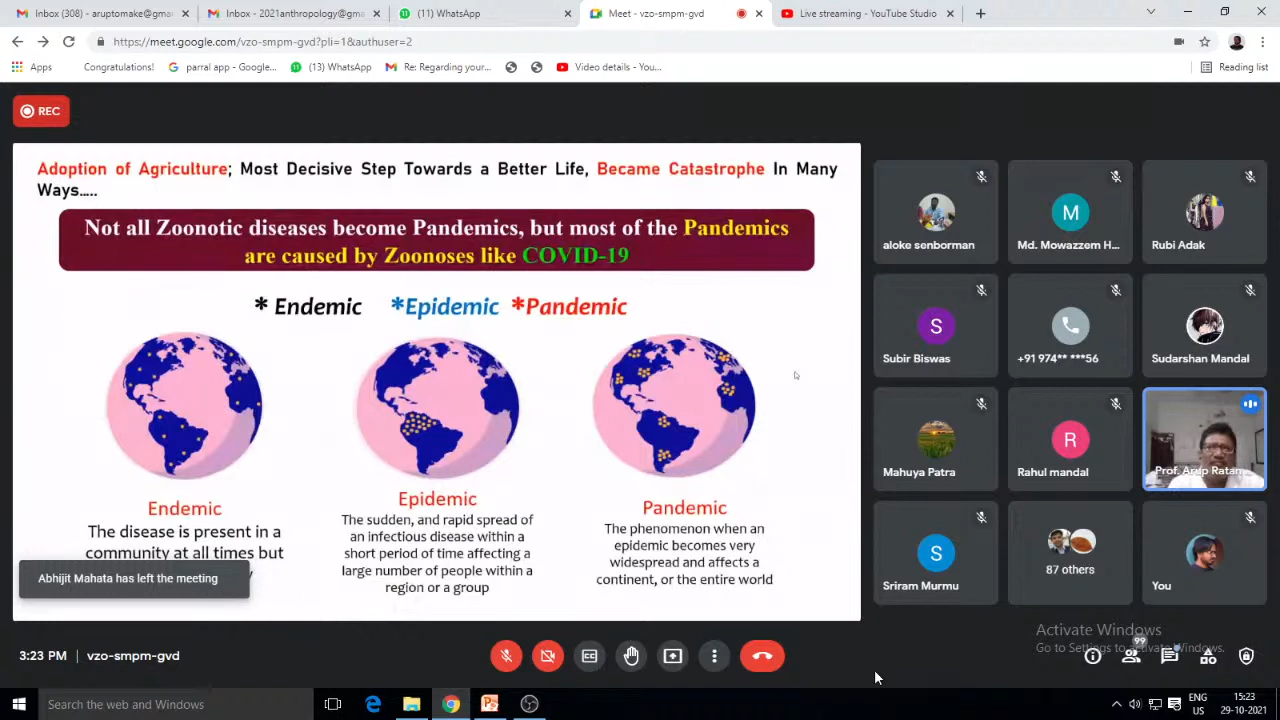 Inbox (308) - aruptomake@gma
Inbox - 2021anthropology@gm
(11) WhatsApp
Meet - vzo-smpm-gvd
Live streaming - YouTube Studio
https://meet.google.com/vzo-smpm-gvd?pli=1&authuser=2
Apps
Congratulations!
parral app - Google...
(13) WhatsApp
Re: Regarding your...
Video details - You...
Reading list
REC
Adoption of Agriculture; Most Decisive Step Towards a Better Life, Became Catastrophe In Many
Ways.....
Not all Zoonotic diseases become Pandemics, but most of the Pandemics
are caused by Zoonoses like COVID-19
* Endemic *Epidemic *Pandemic
Endemic
The disease is present in a
community at all times but
Epidemic
The sudden, and rapid spread of
an infectious disease within a
short period of time affecting a
large number of people within a
region or a group
Pandemic
The phenomenon when an
epidemic becomes very
widespread and affects a
continent, or the entire world
Abhijit Mahata has left the meeting
aloke senborman
M
Md. Mowazzem H...
Rubi Adak
S
Subir Biswas
+91 974** ***56
Sudarshan Mandal
Mahuya Patra
R
Rahul mandal
Prof. Arup Ratan
S
Sriram Murmu
87 others
You
3:23 PM | vzo-smpm-gvd
99
Activate Windows
Go to Settings to activate Windows.
Search the web and Windows
ENG
US
15:23
29-10-2021